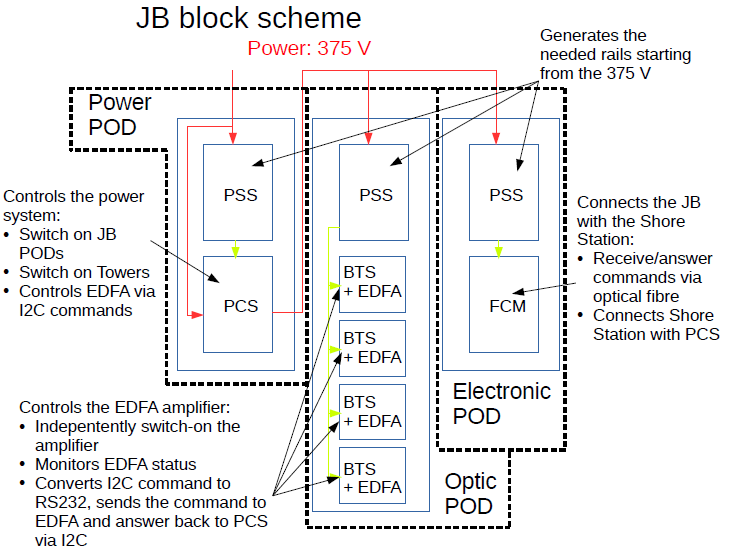 JB block scheme
Power: 375 V
Generates the
needed rails starting
from the 375 V
Power
POD
PSS
PSS
PSS
Controls the power
system:
• Switch on JB
PODs
• Switch on Towers
• Controls EDFA via
I2C commands
Connects the JB
with the Shore
Station:
• Receive/answer
commands via
optical fibre
• Connects Shore
Station with PCS
PCS
BTS
+ EDFA
FCM
BTS
+ EDFA
BTS
+ EDFA
BTS
+ EDFA
Electronic
POD
Controls the EDFA amplifier:
• Indepentently switch-on the
amplifier
• Monitors EDFA status
• Converts I2C command to
RS232, sends the command to
EDFA and answer back to PCS
via I2C
Optic
POD